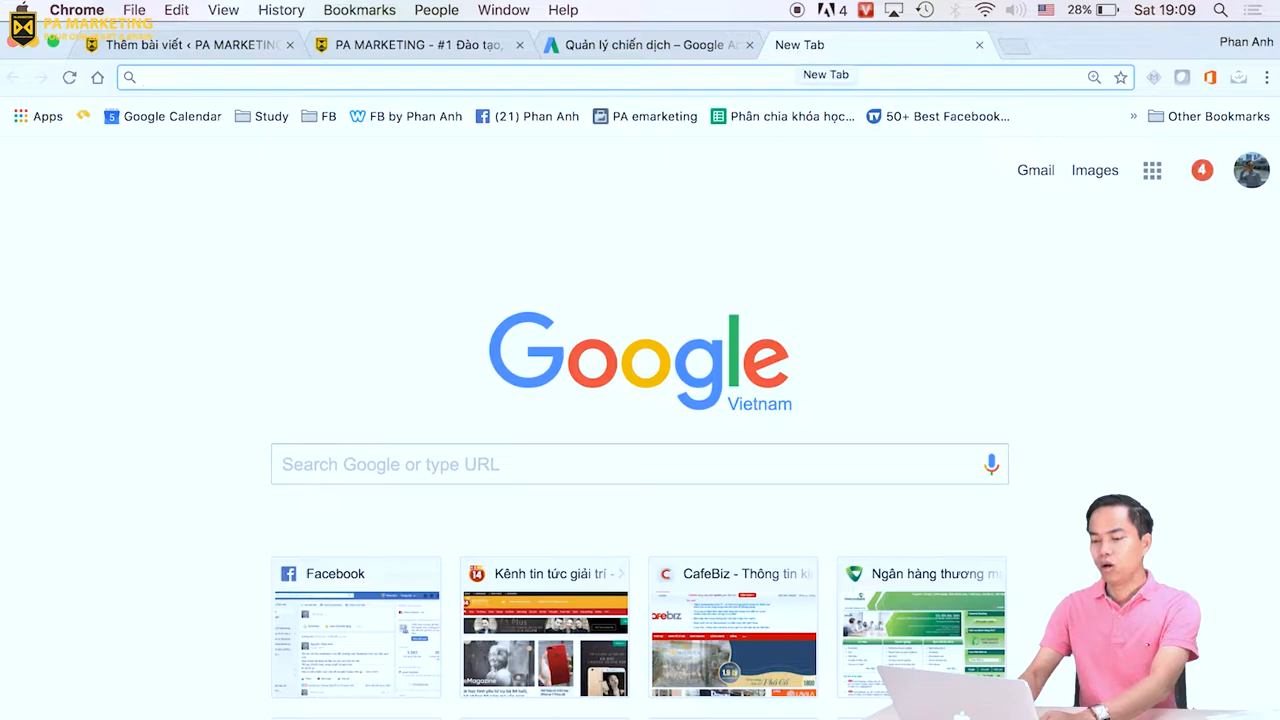 Chrome File Edit View History Bookmarks People Window Help
4 28% Sat 19:09
PA MARKETING
Thêm bài viết ‹ PA MARKETING
PA MARKETING - #1 Đào tạo,
Quản lý chiến dịch – Google Ad
New Tab
Phan Anh
New Tab
Apps
Google Calendar
Study
FB
FB by Phan Anh
(21) Phan Anh
PA emarketing
Phân chia khóa học...
50+ Best Facebook...
» Other Bookmarks
Gmail Images 4
Google
Vietnam
Search Google or type URL
Facebook
Kênh tin tức giải trí -
CafeBiz - Thông tin ki
Ngân hàng thương m